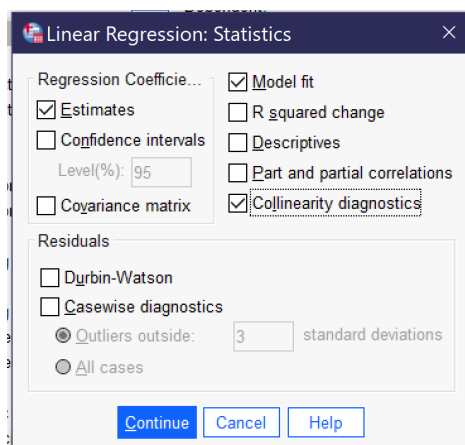 Linear Regression: Statistics
Regression Coefficie...
Estimates
Confidence intervals
Level(%): 95
Covariance matrix
Model fit
R squared change
Descriptives
Part and partial correlations
Collinearity diagnostics
Residuals
Durbin-Watson
Casewise diagnostics
Outliers outside: 3 standard deviations
All cases
Continue Cancel Help